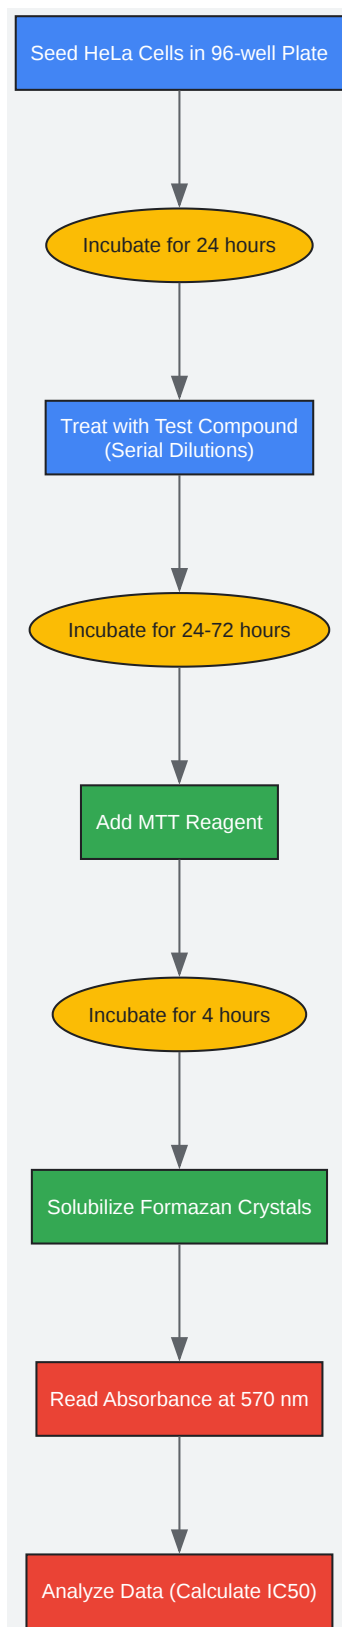 Seed HeLa Cells in 96-well Plate
Incubate for 24 hours
Treat with Test Compound
(Serial Dilutions)
Incubate for 24-72 hours
Add MTT Reagent
Incubate for 4 hours
Solubilize Formazan Crystals
Read Absorbance at 570 nm
Analyze Data (Calculate IC50)